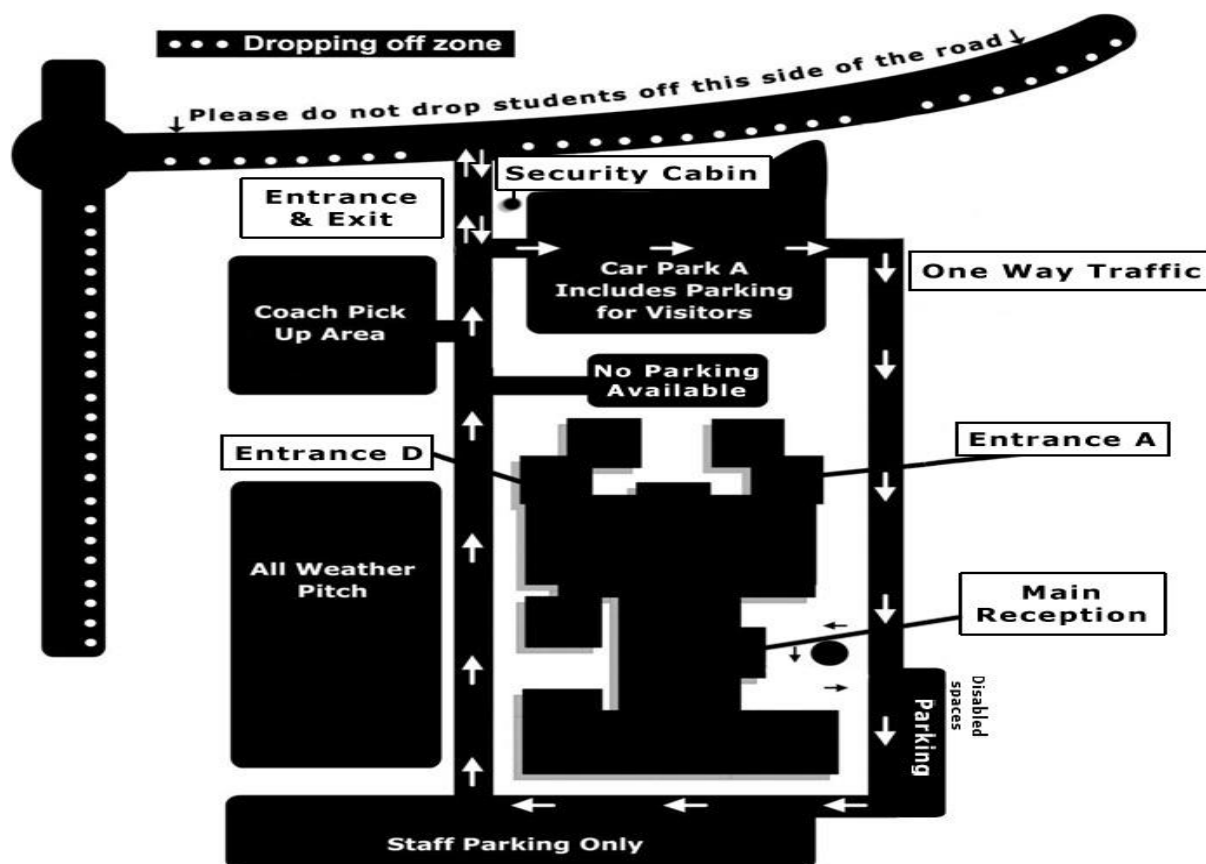 Dropping off zone
Please do not drop students off this side of the road
Security Cabin
Entrance
& Exit
Car Park A
Includes Parking
for Visitors
One Way Traffic
Coach Pick
Up Area
No Parking
Available
Entrance D
Entrance A
All Weather
Pitch
Main
Reception
Parking
Disabled
spaces
Staff Parking Only